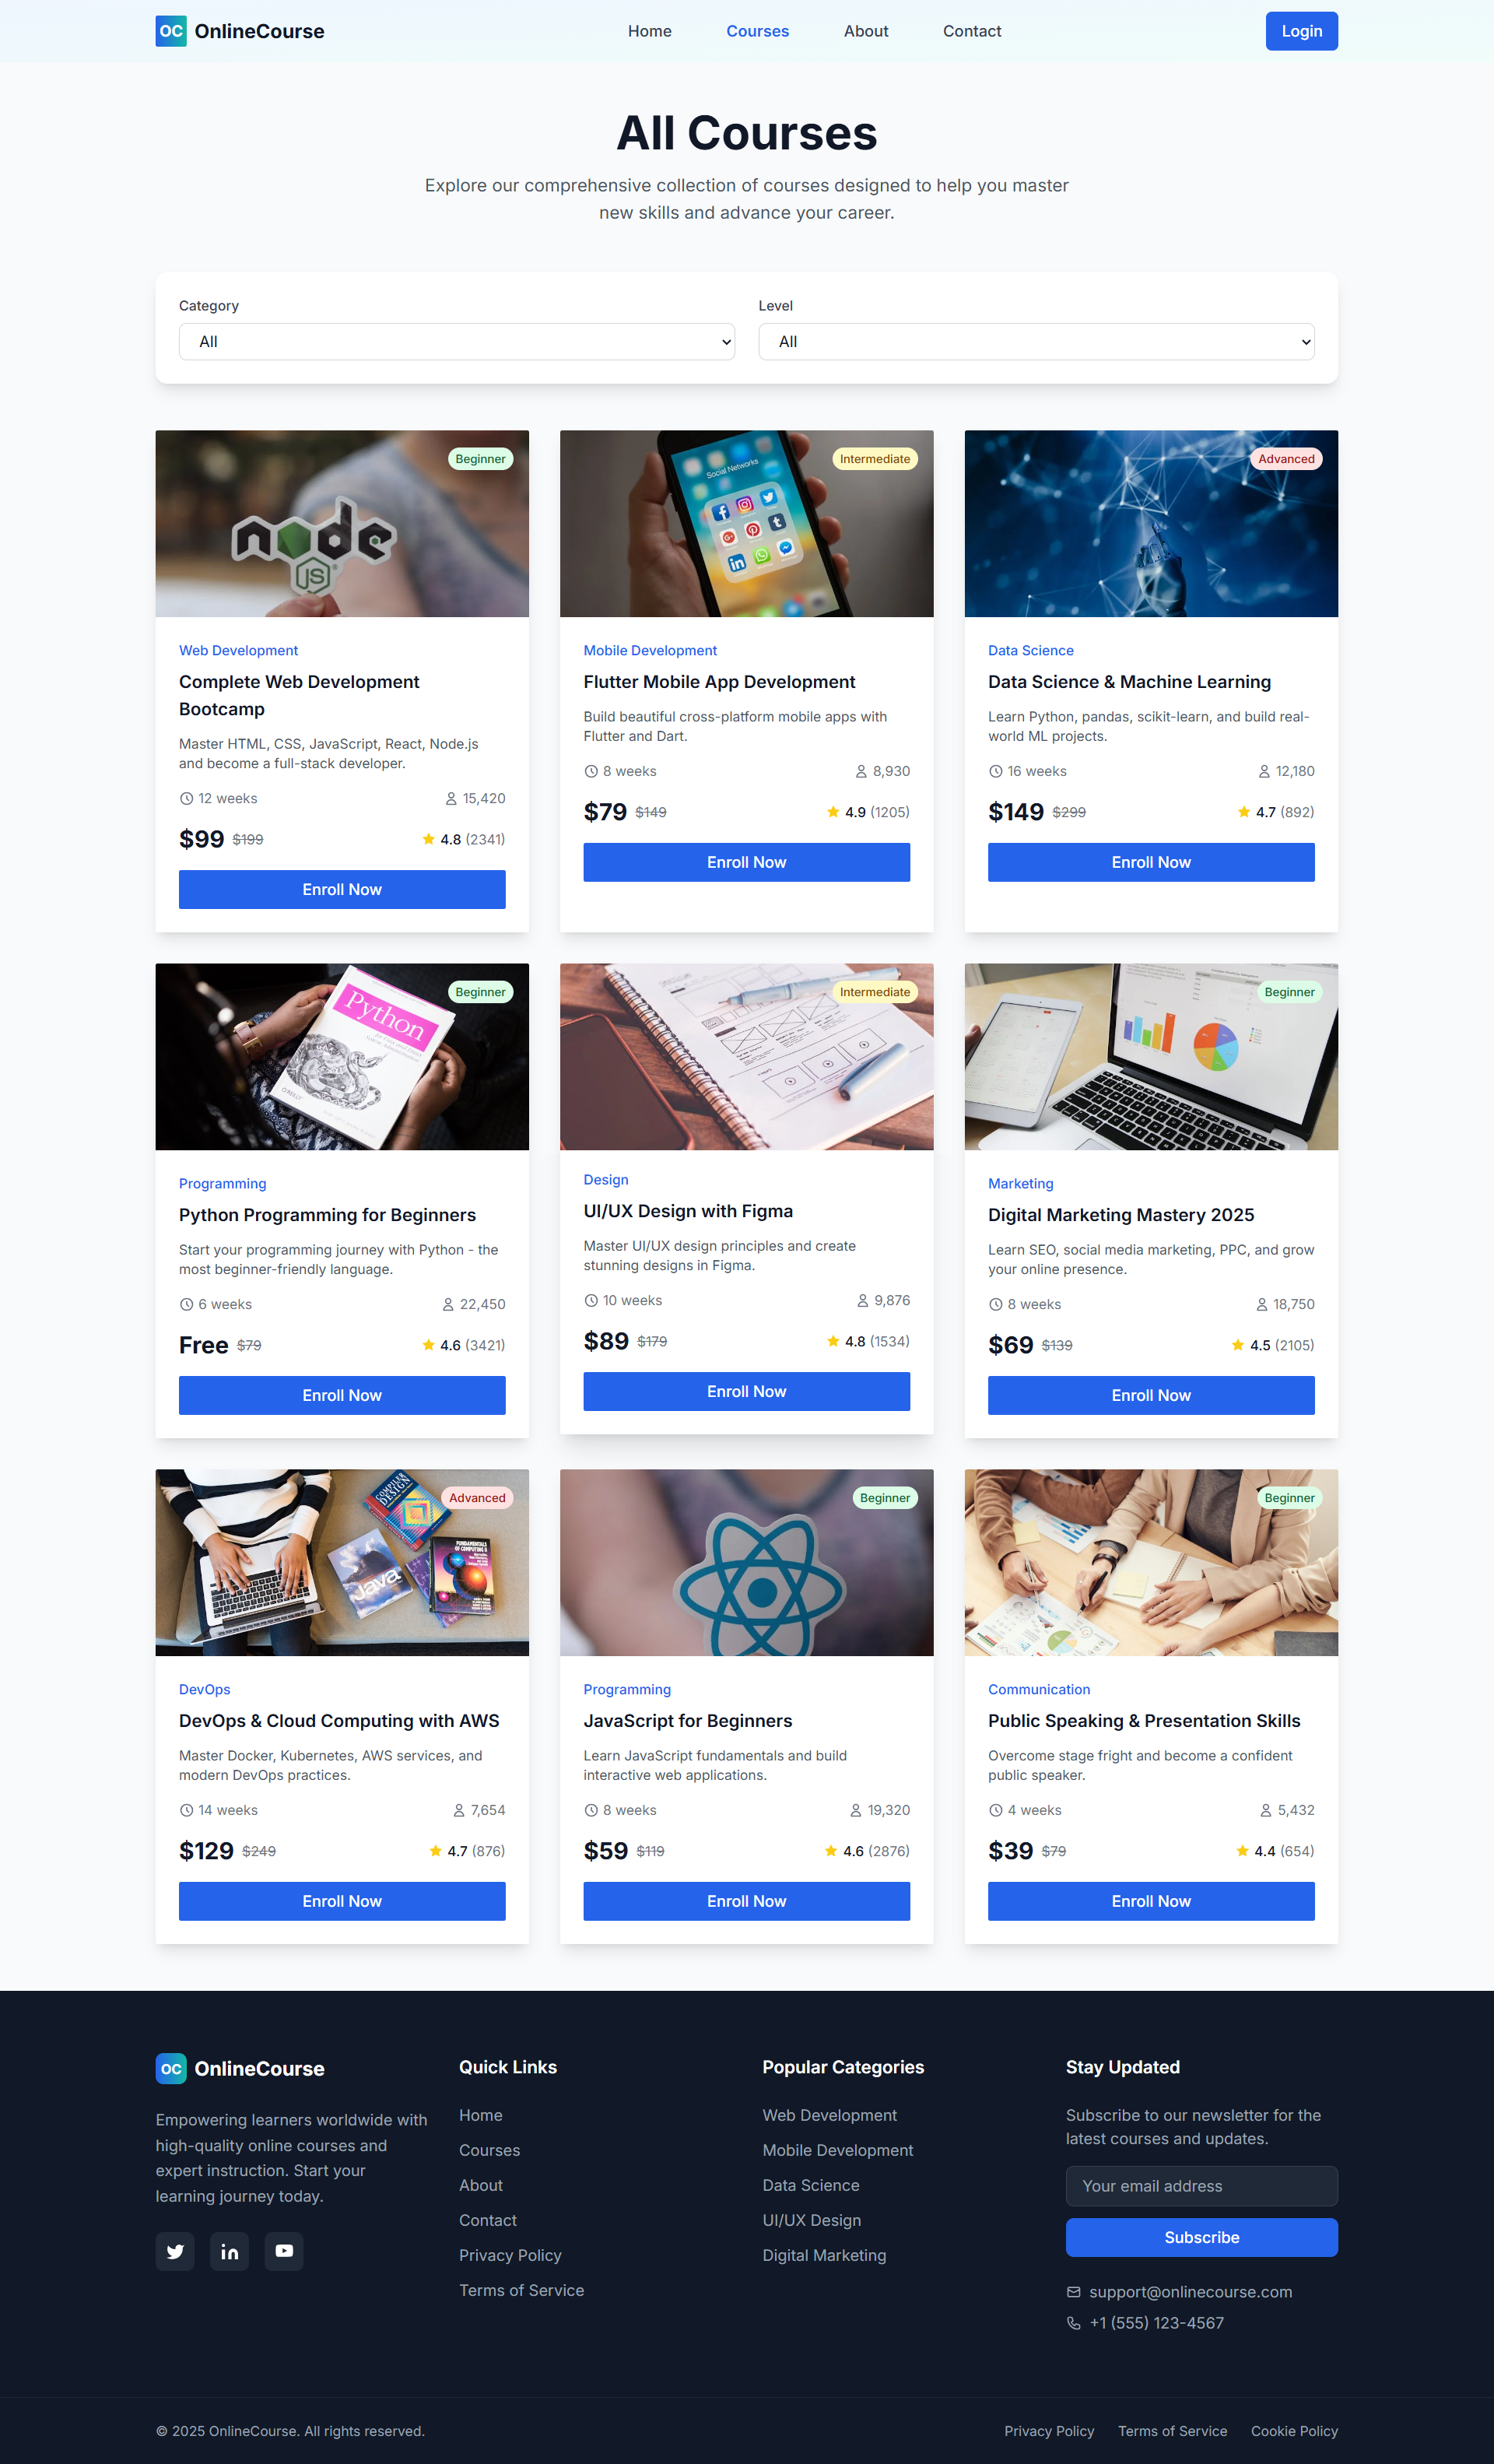 OC OnlineCourse
Home
Courses
About
Contact
Login
All Courses
Explore our comprehensive collection of courses designed to help you master
new skills and advance your career.
Category
Level
All
All
Beginner
node
JS
Web Development
Complete Web Development
Bootcamp
Master HTML, CSS, JavaScript, React, Node.js
and become a full-stack developer.
12 weeks
15,420
$99 $199
4.8 (2341)
Enroll Now
Intermediate
Social Networks
Mobile Development
Flutter Mobile App Development
Build beautiful cross-platform mobile apps with
Flutter and Dart.
8 weeks
8,930
$79 $149
4.9 (1205)
Enroll Now
Advanced
Data Science
Data Science & Machine Learning
Learn Python, pandas, scikit-learn, and build real-
world ML projects.
16 weeks
12,180
$149 $299
4.7 (892)
Enroll Now
Beginner
Python
O'REILLY
Programming
Python Programming for Beginners
Start your programming journey with Python - the
most beginner-friendly language.
6 weeks
22,450
Free $79
4.6 (3421)
Enroll Now
Intermediate
Design
UI/UX Design with Figma
Master UI/UX design principles and create
stunning designs in Figma.
10 weeks
9,876
$89 $179
4.8 (1534)
Enroll Now
Beginner
Marketing
Digital Marketing Mastery 2025
Learn SEO, social media marketing, PPC, and grow
your online presence.
8 weeks
18,750
$69 $139
4.5 (2105)
Enroll Now
Advanced
COMPILER
DESIGN
Java
FUNDAMENTALS
OF COMPUTING
DevOps
DevOps & Cloud Computing with AWS
Master Docker, Kubernetes, AWS services, and
modern DevOps practices.
14 weeks
7,654
$129 $249
4.7 (876)
Enroll Now
Beginner
Programming
JavaScript for Beginners
Learn JavaScript fundamentals and build
interactive web applications.
8 weeks
19,320
$59 $119
4.6 (2876)
Enroll Now
Beginner
Communication
Public Speaking & Presentation Skills
Overcome stage fright and become a confident
public speaker.
4 weeks
5,432
$39 $79
4.4 (654)
Enroll Now
OC OnlineCourse
Empowering learners worldwide with
high-quality online courses and
expert instruction. Start your
learning journey today.
Quick Links
Home
Courses
About
Contact
Privacy Policy
Terms of Service
Popular Categories
Web Development
Mobile Development
Data Science
UI/UX Design
Digital Marketing
Stay Updated
Subscribe to our newsletter for the
latest courses and updates.
Your email address
Subscribe
support@onlinecourse.com
+1 (555) 123-4567
© 2025 OnlineCourse. All rights reserved.
Privacy Policy
Terms of Service
Cookie Policy